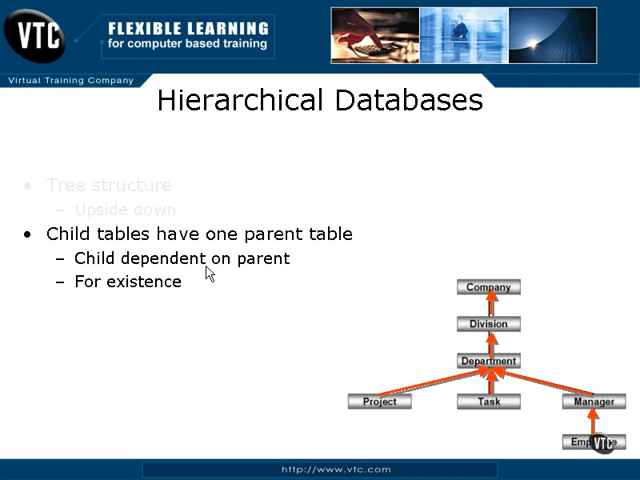 VTC
FLEXIBLE LEARNING
for computer based training
Virtual Training Company
Hierarchical Databases
• Tree structure
– Upside down
• Child tables have one parent table
– Child dependent on parent
– For existence
Company
Division
Department
Project Task Manager
VTC
http://www.vtc.com